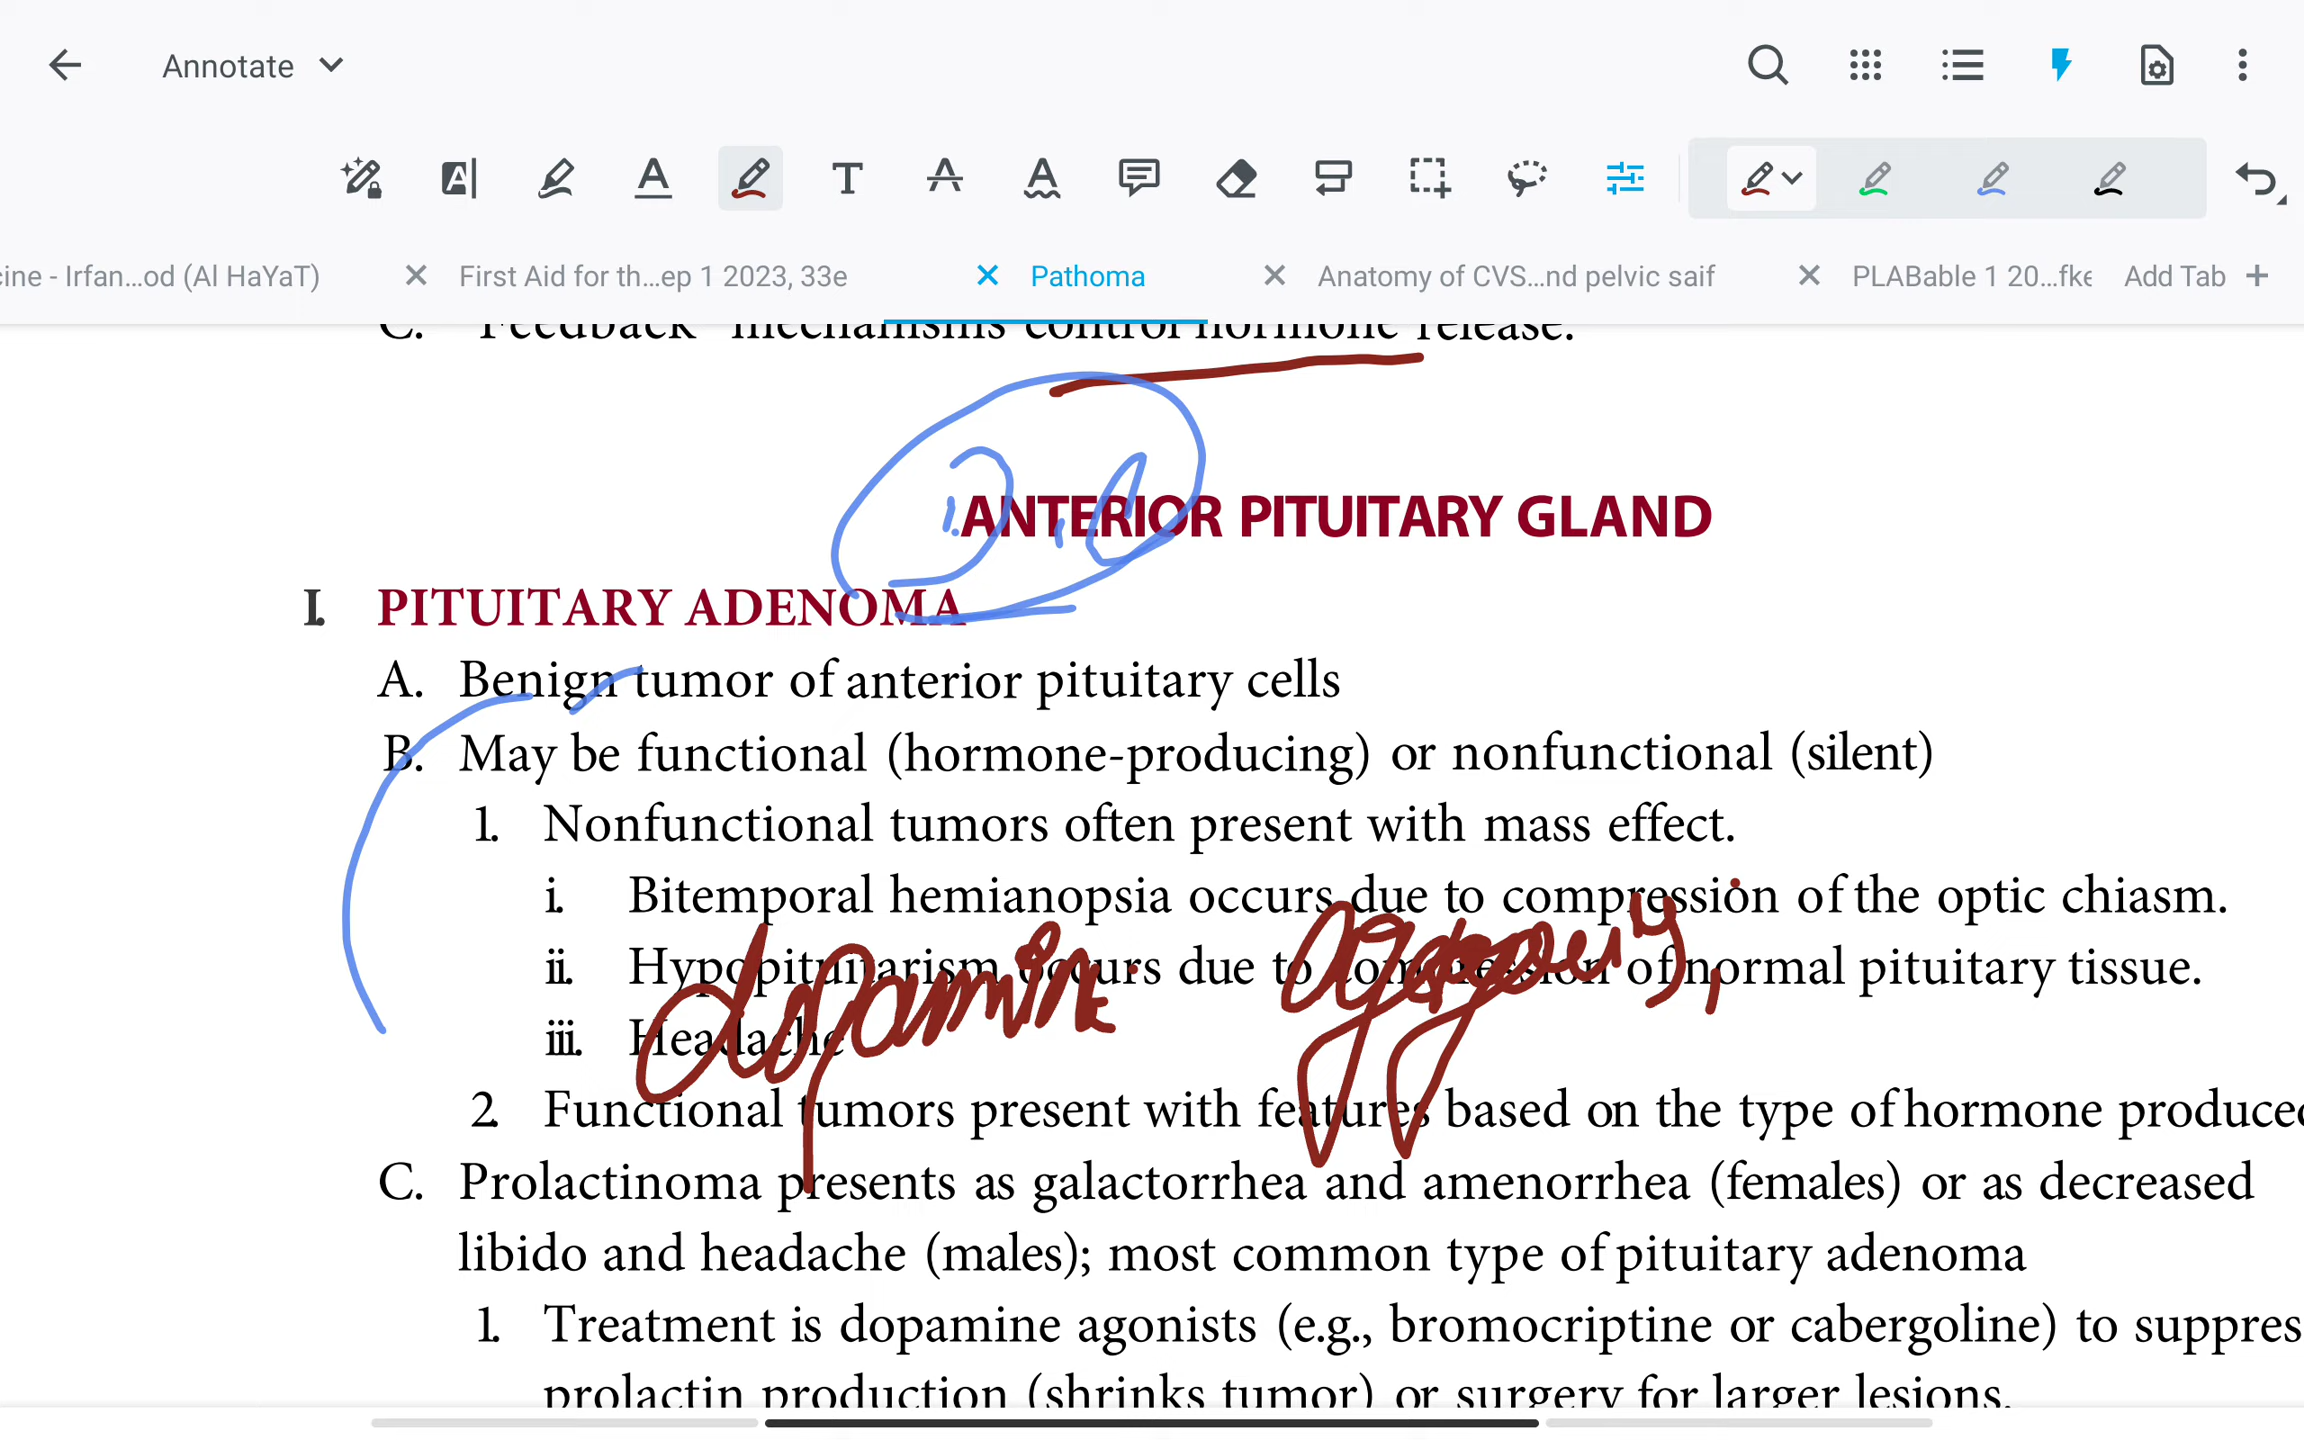 Annotate
cine - Irfan...od (Al HaYaT)
First Aid for th...ep 1 2023, 33e
Pathoma
Anatomy of CVS...nd pelvic saif
PLABable 1 20...fke
Add Tab +
C. Feedback mechanisms control hormone release.
ANTERIOR PITUITARY GLAND
I. PITUITARY ADENOMA
A. Benign tumor of anterior pituitary cells
B. May be functional (hormone-producing) or nonfunctional (silent)
1. Nonfunctional tumors often present with mass effect.
i. Bitemporal hemianopsia occurs due to compression of the optic chiasm.
ii. Hypopituitarism occurs due to compression of normal pituitary tissue.
dopamine
iii. Headache
2. Functional tumors present with features based on the type of hormone produced
C. Prolactinoma presents as galactorrhea and amenorrhea (females) or as decreased
libido and headache (males); most common type of pituitary adenoma
1. Treatment is dopamine agonists (e.g., bromocriptine or cabergoline) to suppres
prolactin production (shrinks tumor) or surgery for larger lesions.